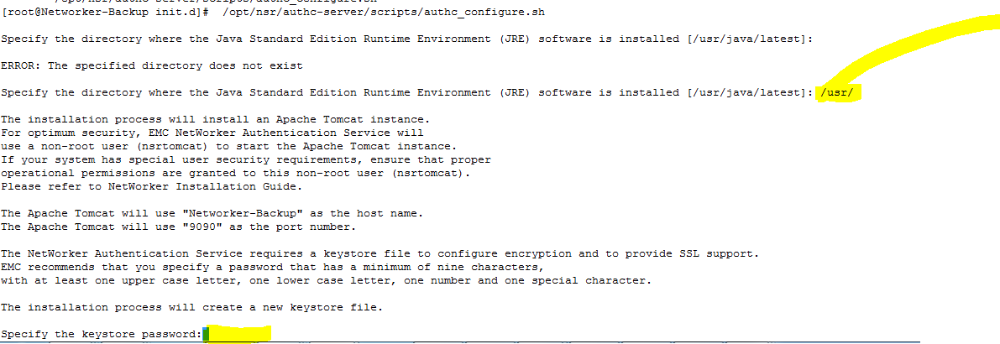 /opt/nsr/authc-server/scripts/authc_configure.sh
[root@Networker-Backup init.d]#  /opt/nsr/authc-server/scripts/authc_configure.sh
Specify the directory where the Java Standard Edition Runtime Environment (JRE) software is installed [/usr/java/latest]:
ERROR: The specified directory does not exist
Specify the directory where the Java Standard Edition Runtime Environment (JRE) software is installed [/usr/java/latest]: /usr/
The installation process will install an Apache Tomcat instance.
For optimum security, EMC NetWorker Authentication Service will
use a non-root user (nsrtomcat) to start the Apache Tomcat instance.
If your system has special user security requirements, ensure that proper
operational permissions are granted to this non-root user (nsrtomcat).
Please refer to NetWorker Installation Guide.
The Apache Tomcat will use "Networker-Backup" as the host name.
The Apache Tomcat will use "9090" as the port number.
The NetWorker Authentication Service requires a keystore file to configure encryption and to provide SSL support.
EMC recommends that you specify a password that has a minimum of nine characters,
with at least one upper case letter, one lower case letter, one number and one special character.
The installation process will create a new keystore file.
Specify the keystore password: